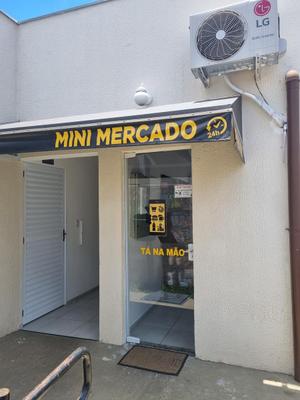 LG
MINI MERCADO
24h
TÁ NA MÃO